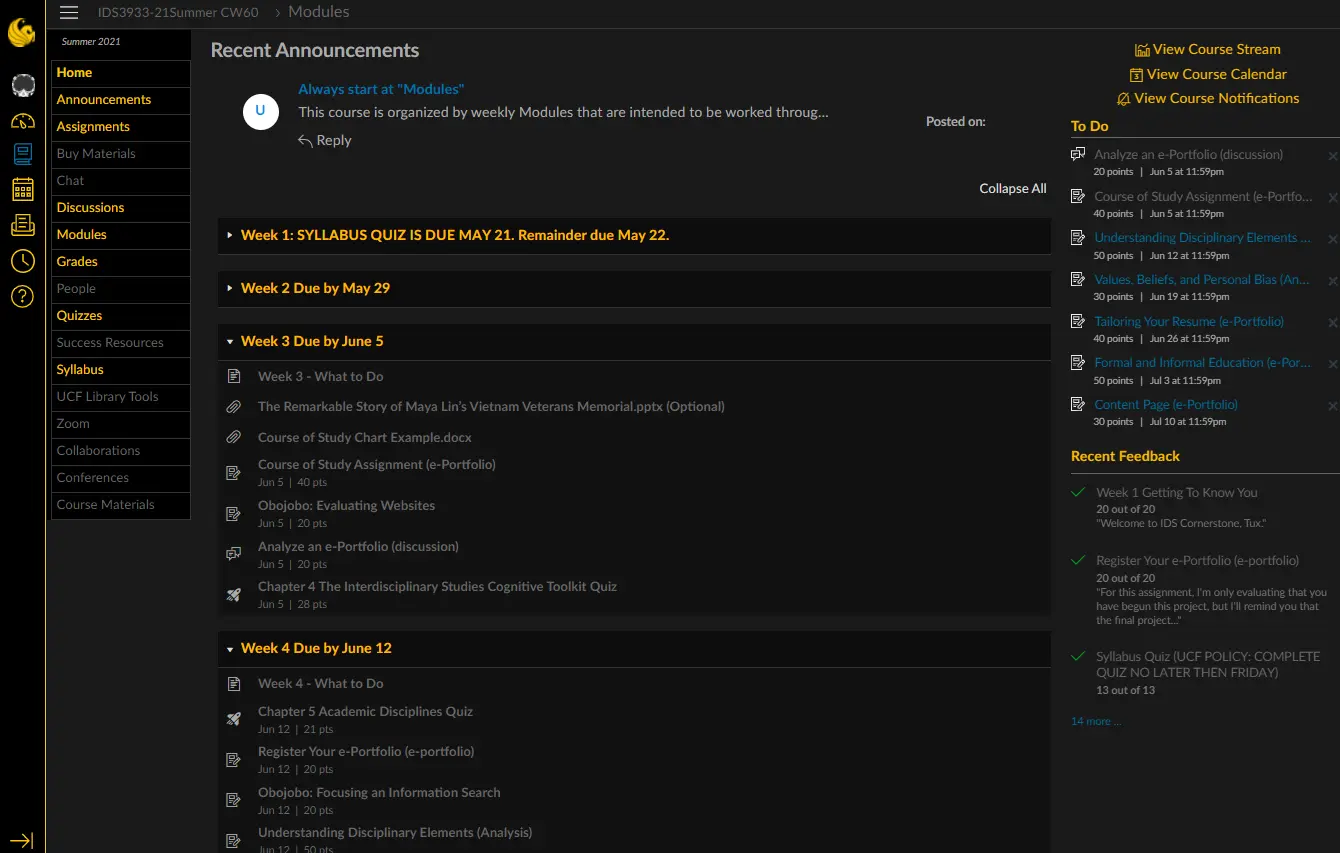 IDS3933-21Summer CW60 › Modules
Summer 2021
Home
Announcements
Assignments
Buy Materials
Chat
Discussions
Modules
Grades
People
Quizzes
Success Resources
Syllabus
UCF Library Tools
Zoom
Collaborations
Conferences
Course Materials
Recent Announcements
U
Always start at "Modules"
This course is organized by weekly Modules that are intended to be worked throug...
Reply
Posted on:
Collapse All
Week 1: SYLLABUS QUIZ IS DUE MAY 21. Remainder due May 22.
Week 2 Due by May 29
Week 3 Due by June 5
Week 3 - What to Do
The Remarkable Story of Maya Lin's Vietnam Veterans Memorial.pptx (Optional)
Course of Study Chart Example.docx
Course of Study Assignment (e-Portfolio)
Jun 5 | 40 pts
Obojobo: Evaluating Websites
Jun 5 | 20 pts
Analyze an e-Portfolio (discussion)
Jun 5 | 20 pts
Chapter 4 The Interdisciplinary Studies Cognitive Toolkit Quiz
Jun 5 | 28 pts
Week 4 Due by June 12
Week 4 - What to Do
Chapter 5 Academic Disciplines Quiz
Jun 12 | 21 pts
Register Your e-Portfolio (e-portfolio)
Jun 12 | 20 pts
Obojobo: Focusing an Information Search
Jun 12 | 20 pts
Understanding Disciplinary Elements (Analysis)
Jun 12 | 50 pts
View Course Stream
View Course Calendar
View Course Notifications
To Do
Analyze an e-Portfolio (discussion)
20 points | Jun 5 at 11:59pm
Course of Study Assignment (e-Portfo...
40 points | Jun 5 at 11:59pm
Understanding Disciplinary Elements ...
50 points | Jun 12 at 11:59pm
Values, Beliefs, and Personal Bias (An...
30 points | Jun 19 at 11:59pm
Tailoring Your Resume (e-Portfolio)
40 points | Jun 26 at 11:59pm
Formal and Informal Education (e-Por...
50 points | Jul 3 at 11:59pm
Content Page (e-Portfolio)
30 points | Jul 10 at 11:59pm
Recent Feedback
Week 1 Getting To Know You
20 out of 20
"Welcome to IDS Cornerstone, Tux."
Register Your e-Portfolio (e-portfolio)
20 out of 20
"For this assignment, I'm only evaluating that you
have begun this project, but I'll remind you that
the final project..."
Syllabus Quiz (UCF POLICY: COMPLETE
QUIZ NO LATER THEN FRIDAY)
13 out of 13
14 more ...